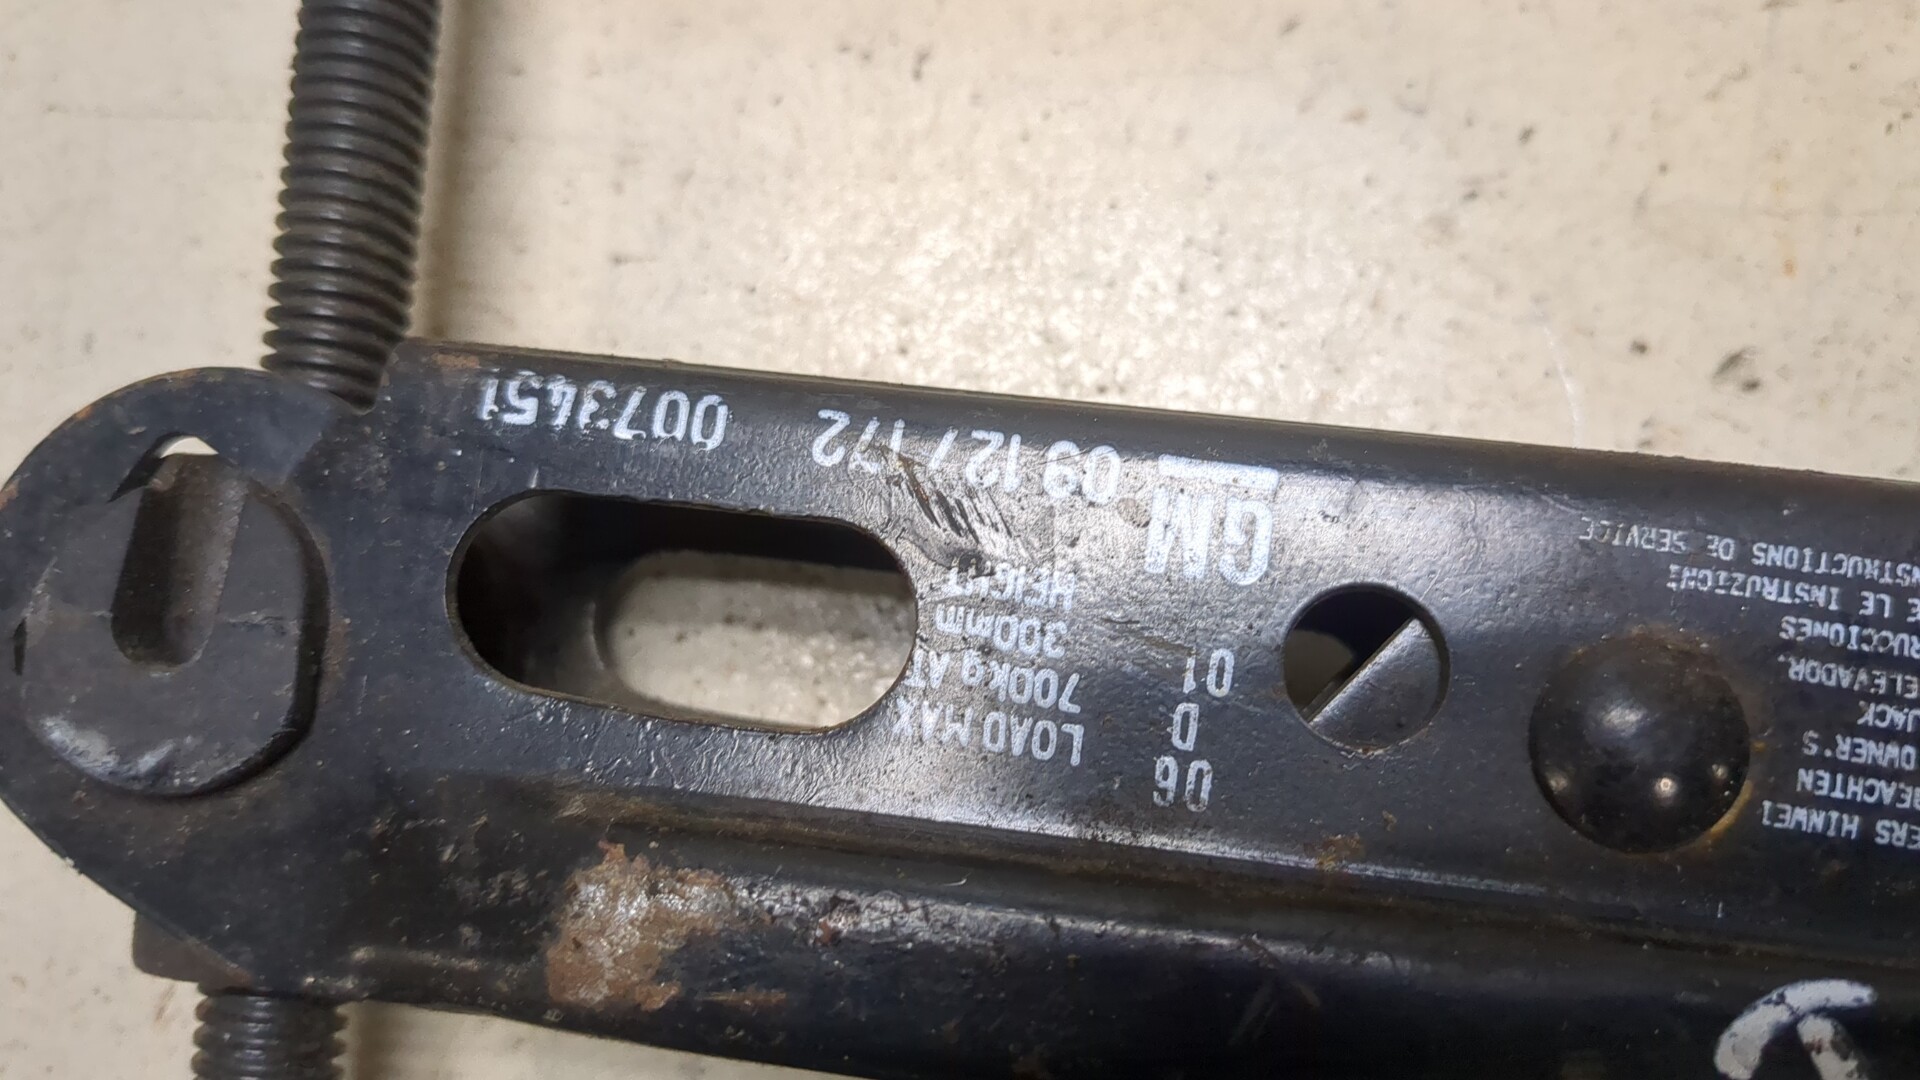 ERS HINWEI
BEACHTEN
OWNER'S
JACK
ELEVADOR.
RUCCIONES
E LE INSTRUZIONI
NSTRUCTIONS DE SERVICE
06
D
01
GM
LOAD MAX
700kg AT
300mm
HEIGHT
09 127 172
0073451